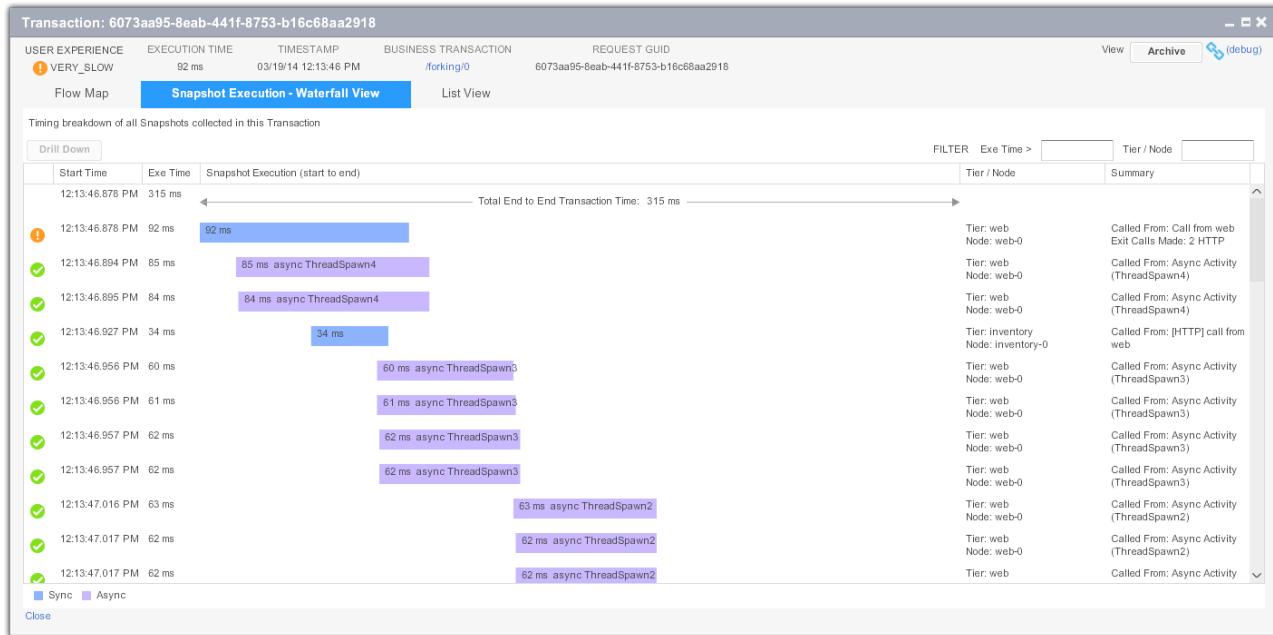 Transaction: 6073aa95-8eab-441f-8753-b16c68aa2918
USER EXPERIENCE EXECUTION TIME TIMESTAMP BUSINESS TRANSACTION REQUEST GUID View Archive (debug)
VERY_SLOW 92 ms 03/19/14 12:13:46 PM /forking/0 6073aa95-8eab-441f-8753-b16c68aa2918
Flow Map Snapshot Execution - Waterfall View List View
Timing breakdown of all Snapshots collected in this Transaction
Drill Down FILTER Exe Time > Tier / Node
Start Time Exe Time Snapshot Execution (start to end) Tier / Node Summary
12:13:46.878 PM 315 ms Total End to End Transaction Time: 315 ms
12:13:46.878 PM 92 ms 92 ms Tier: web Called From: Call from web
Node: web-0 Exit Calls Made: 2 HTTP
12:13:46.894 PM 85 ms 85 ms async ThreadSpawn4 Tier: web Called From: Async Activity
Node: web-0 (ThreadSpawn4)
12:13:46.895 PM 84 ms 84 ms async ThreadSpawn4 Tier: web Called From: Async Activity
Node: web-0 (ThreadSpawn4)
12:13:46.927 PM 34 ms 34 ms Tier: inventory Called From: [HTTP] call from
Node: inventory-0 web
12:13:46.956 PM 60 ms 60 ms async ThreadSpawn3 Tier: web Called From: Async Activity
Node: web-0 (ThreadSpawn3)
12:13:46.956 PM 61 ms 61 ms async ThreadSpawn3 Tier: web Called From: Async Activity
Node: web-0 (ThreadSpawn3)
12:13:46.957 PM 62 ms 62 ms async ThreadSpawn3 Tier: web Called From: Async Activity
Node: web-0 (ThreadSpawn3)
12:13:46.957 PM 62 ms 62 ms async ThreadSpawn3 Tier: web Called From: Async Activity
Node: web-0 (ThreadSpawn3)
12:13:47.016 PM 63 ms 63 ms async ThreadSpawn2 Tier: web Called From: Async Activity
Node: web-0 (ThreadSpawn2)
12:13:47.017 PM 62 ms 62 ms async ThreadSpawn2 Tier: web Called From: Async Activity
Node: web-0 (ThreadSpawn2)
12:13:47.017 PM 62 ms 62 ms async ThreadSpawn2 Tier: web Called From: Async Activity
Sync Async
Close